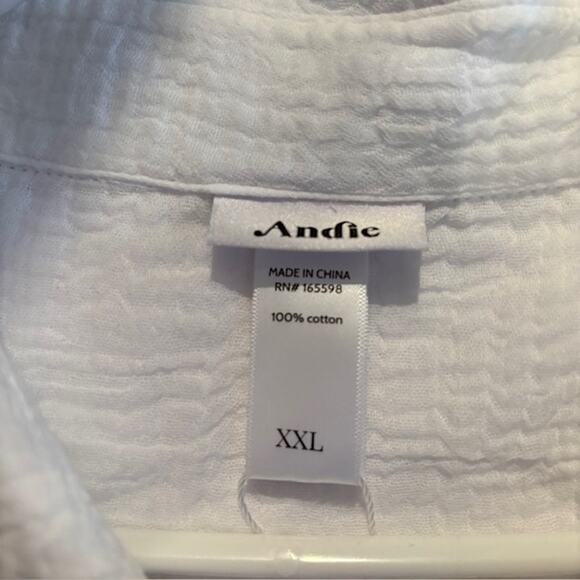 Andie
MADE IN CHINA
RN# 165598
100% cotton
XXL